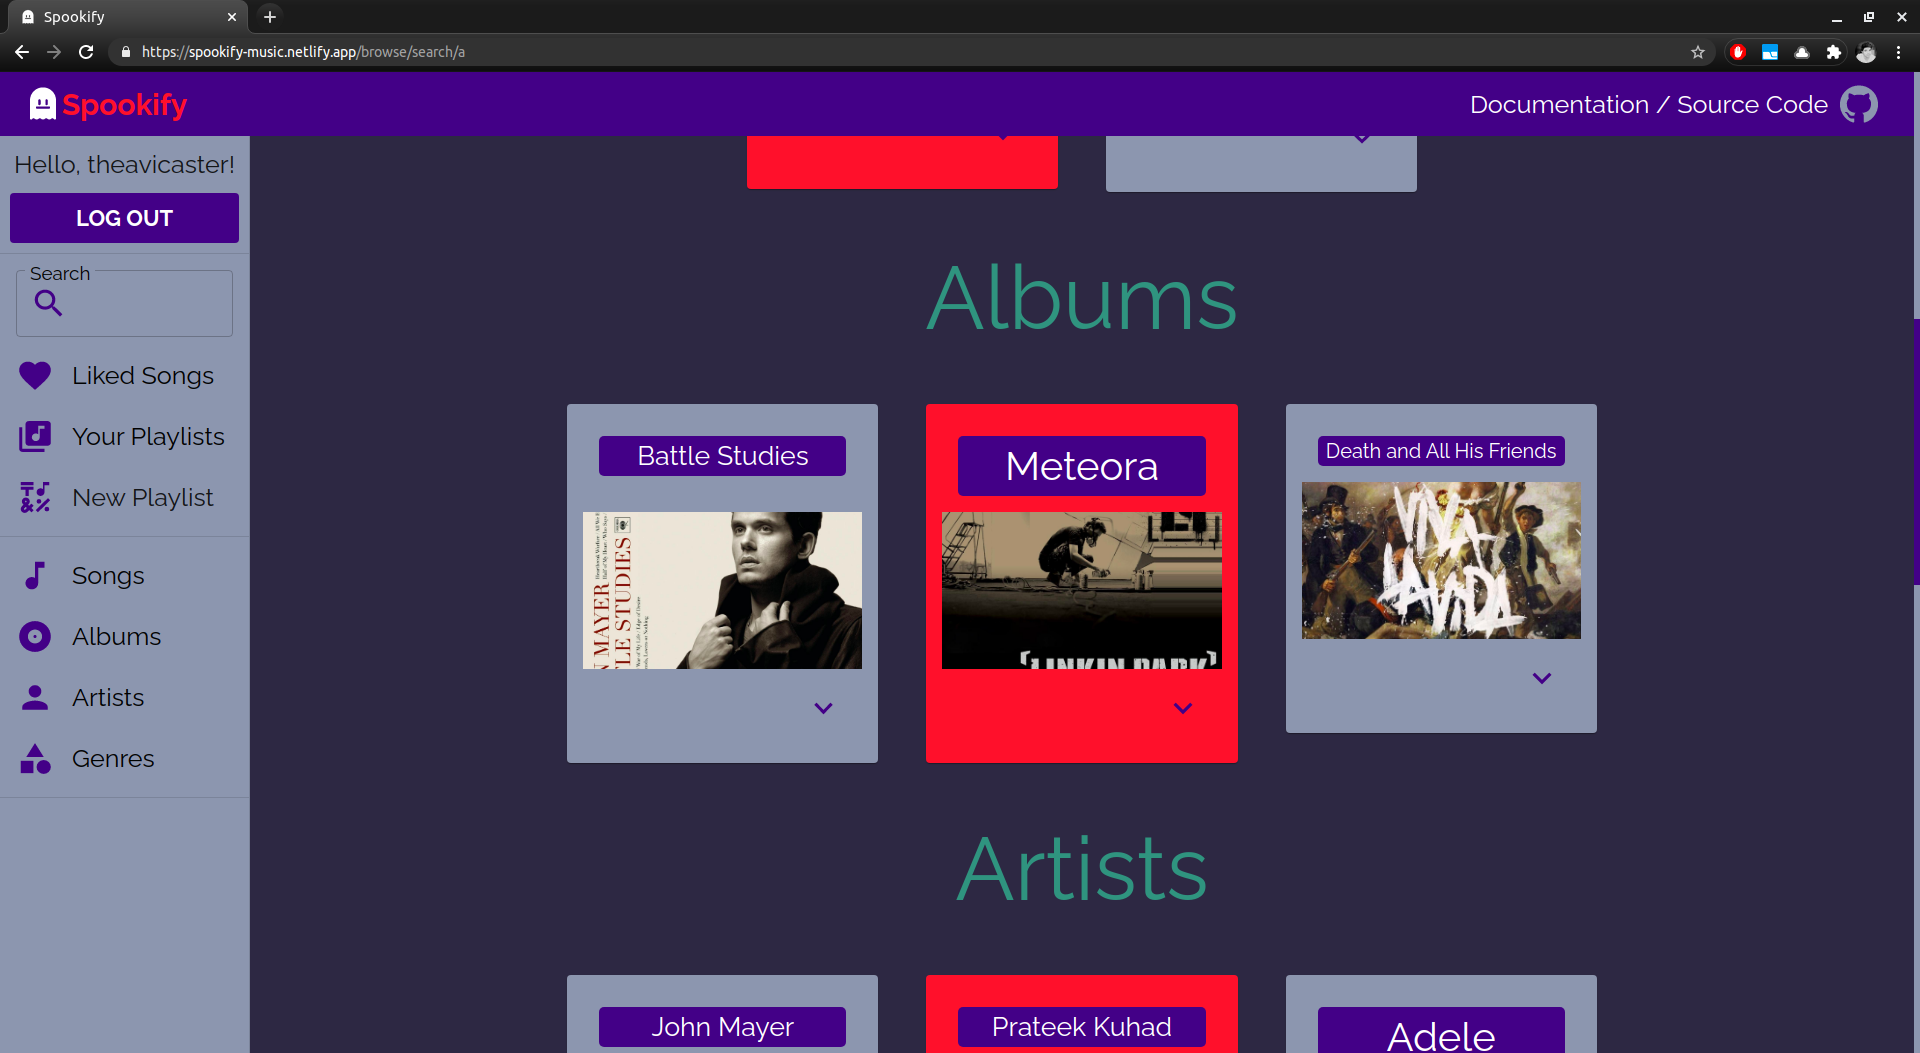 Spookify
https://spookify-music.netlify.app/browse/search/a
Spookify
Documentation / Source Code
Hello, theavicaster!
LOG OUT
Search
Liked Songs
Your Playlists
New Playlist
Songs
Albums
Artists
Genres
Albums
Battle Studies
Meteora
Death and All His Friends
N MAYER
TLE STUDIES
VIVA
LA VIDA
LINKIN PARK
Artists
John Mayer
Prateek Kuhad
Adele